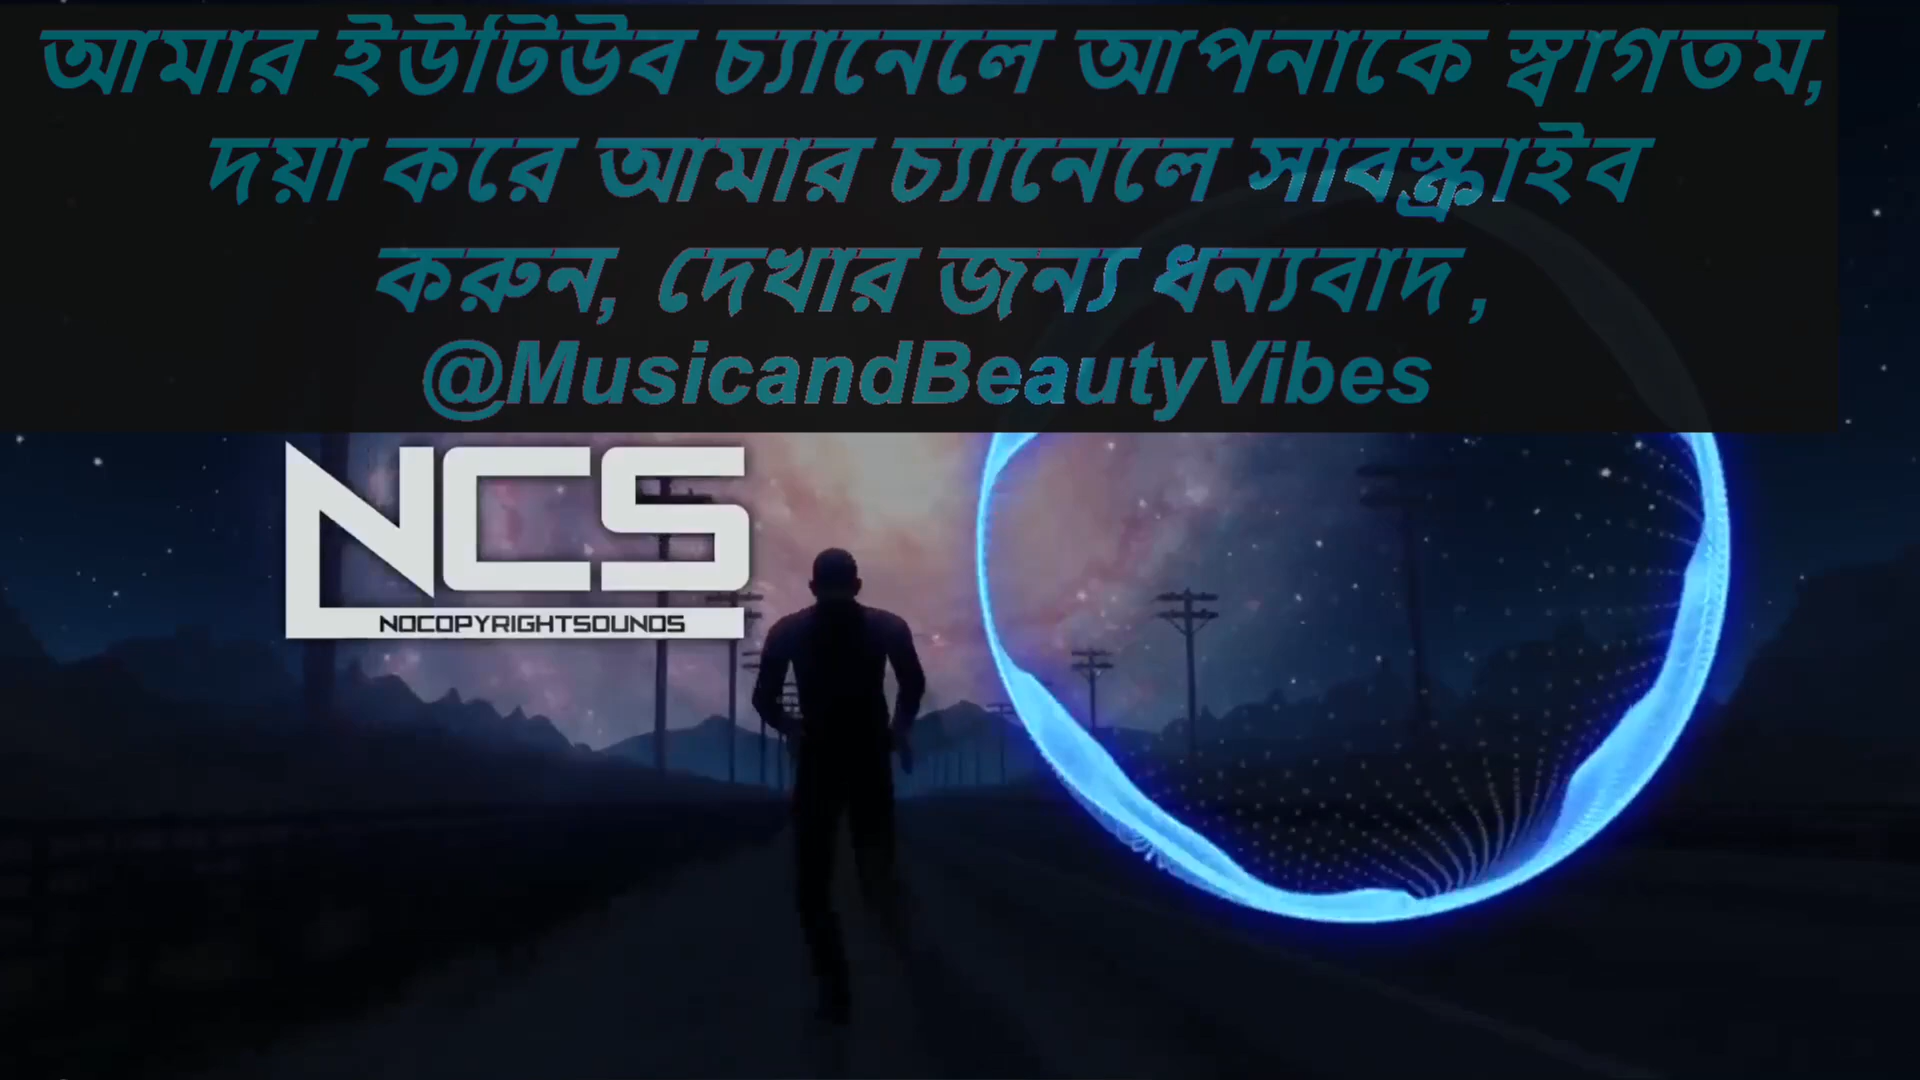 আমার ইউটিউব চ্যানেলে আপনাকে স্বাগতম,
দয়া করে আমার চ্যানেলে সাবস্ক্রাইব
করুন, দেখার জন্য ধন্যবাদ ,
@MusicandBeautyVibes
NCS
NOCOPYRIGHTSOUNDS